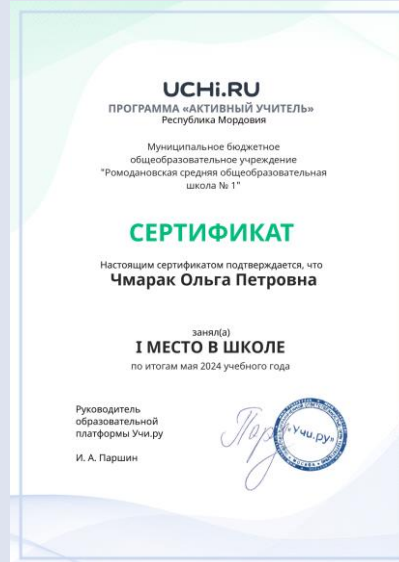 UCHi.RU
ПРОГРАММА «АКТИВНЫЙ УЧИТЕЛЬ»
Республика Мордовия
Муниципальное бюджетное
общеобразовательное учреждение
"Ромодановская средняя общеобразовательная
школа № 1"
СЕРТИФИКАТ
Настоящим сертификатом подтверждается, что
Чмарак Ольга Петровна
занял(а)
I МЕСТО В ШКОЛЕ
по итогам мая 2024 учебного года
Руководитель
образовательной
платформы Учи.ру
И. А. Паршин
«Учи.ру»